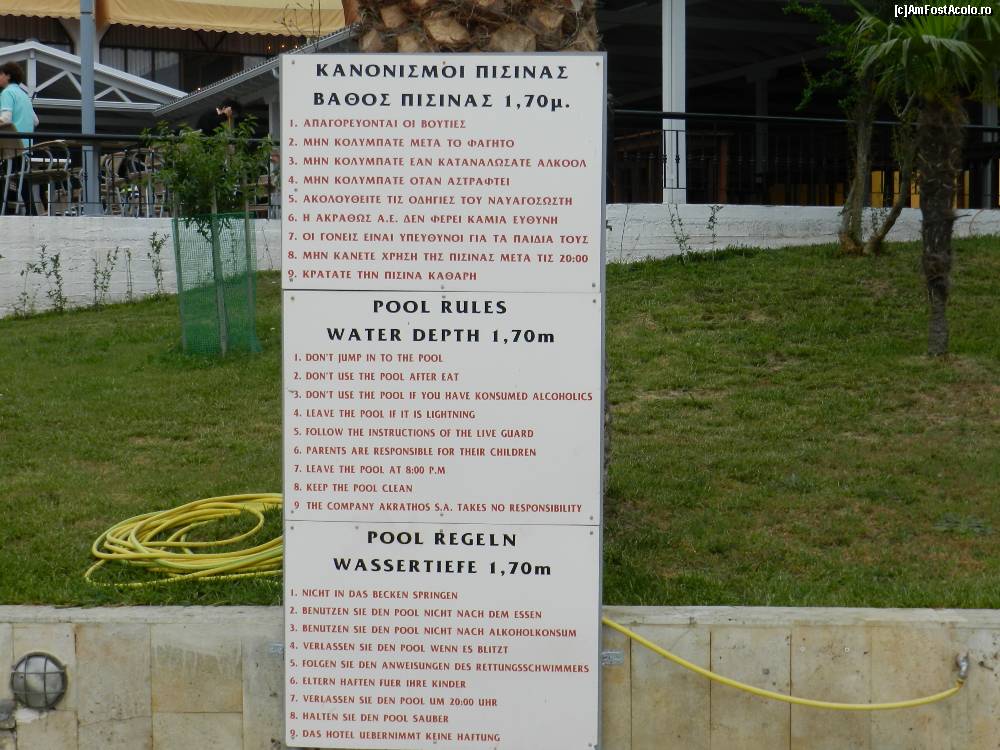 [c]AmFostAcolo.ro
ΚΑΝΟΝΙΣΜΟΙ ΠΙΣΙΝΑΣ
ΒΑΘΟΣ ΠΙΣΙΝΑΣ 1,70μ.
1. ΑΠΑΓΟΡΕΥΟΝΤΑΙ ΟΙ ΒΟΥΤΙΕΣ
2. ΜΗΝ ΚΟΛΥΜΠΑΤΕ ΜΕΤΑ ΤΟ ΦΑΓΗΤΟ
3. ΜΗΝ ΚΟΛΥΜΠΑΤΕ ΕΑΝ ΚΑΤΑΝΑΛΩΣΑΤΕ ΑΛΚΟΟΛ
4. ΜΗΝ ΚΟΛΥΜΠΑΤΕ ΟΤΑΝ ΑΣΤΡΑΦΤΕΙ
5. ΑΚΟΛΟΥΘΕΙΤΕ ΤΙΣ ΟΔΗΓΙΕΣ ΤΟΥ ΝΑΥΑΓΟΣΩΣΤΗ
6. Η ΑΚΡΑΘΩΣ Α.Ε. ΔΕΝ ΦΕΡΕΙ ΚΑΜΙΑ ΕΥΘΥΝΗ
7. ΟΙ ΓΟΝΕΙΣ ΕΙΝΑΙ ΥΠΕΥΘΥΝΟΙ ΓΙΑ ΤΑ ΠΑΙΔΙΑ ΤΟΥΣ
8. ΜΗΝ ΚΑΝΕΤΕ ΧΡΗΣΗ ΤΗΣ ΠΙΣΙΝΑΣ ΜΕΤΑ ΤΙΣ 20:00
9. ΚΡΑΤΑΤΕ ΤΗΝ ΠΙΣΙΝΑ ΚΑΘΑΡΗ
POOL RULES
WATER DEPTH 1,70m
1. DON'T JUMP IN TO THE POOL
2. DON'T USE THE POOL AFTER EAT
3. DON'T USE THE POOL IF YOU HAVE KONSUMED ALCOHOLICS
4. LEAVE THE POOL IF IT IS LIGHTNING
5. FOLLOW THE INSTRUCTIONS OF THE LIVE GUARD
6. PARENTS ARE RESPONSIBLE FOR THEIR CHILDREN
7. LEAVE THE POOL AT 8:00 P.M
8. KEEP THE POOL CLEAN
9 THE COMPANY AKRATHOS S.A. TAKES NO RESPONSIBILITY
POOL REGELN
WASSERTIEFE 1,70m
1. NICHT IN DAS BECKEN SPRINGEN
2. BENUTZEN SIE DEN POOL NICHT NACH DEM ESSEN
3. BENUTZEN SIE DEN POOL NICHT NACH ALKOHOLKONSUM
4. VERLASSEN SIE DEN POOL WENN ES BLITZT
5. FOLGEN SIE DEN ANWEISUNGEN DES RETTUNGSSCHWIMMERS
6. ELTERN HAFTEN FUER IHRE KINDER
7. VERLASSEN SIE DEN POOL UM 20:00 UHR
8. HALTEN SIE DEN POOL SAUBER
9. DAS HOTEL UEBERNIMMT KEINE HAFTUNG